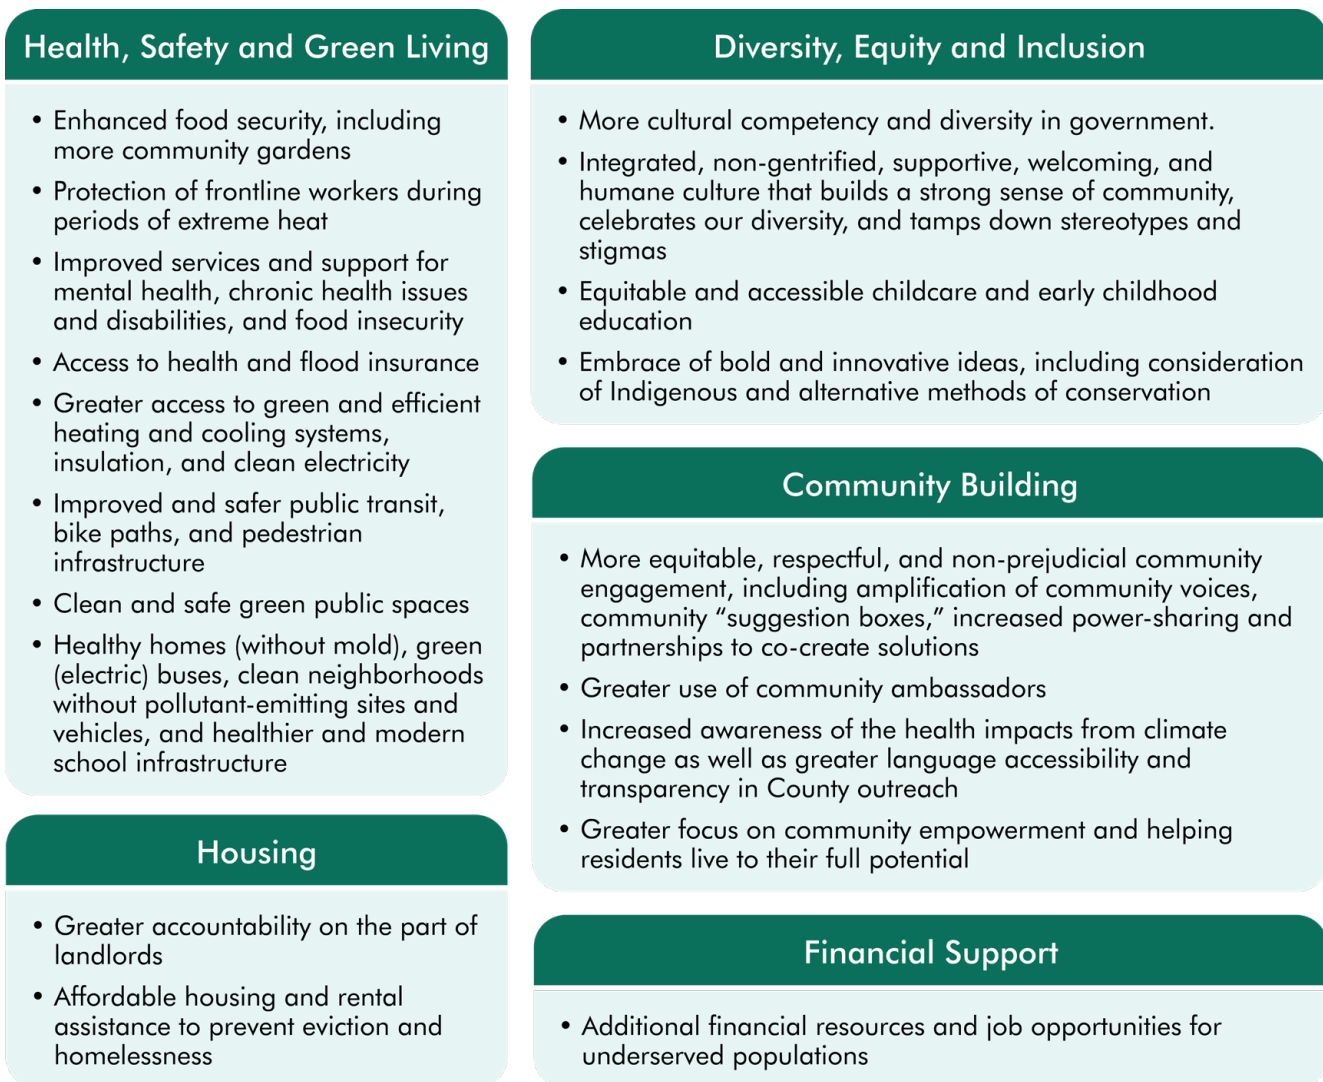 Health, Safety and Green Living
• Enhanced food security, including
more community gardens
• Protection of frontline workers during
periods of extreme heat
• Improved services and support for
mental health, chronic health issues
and disabilities, and food insecurity
• Access to health and flood insurance
• Greater access to green and efficient
heating and cooling systems,
insulation, and clean electricity
• Improved and safer public transit,
bike paths, and pedestrian
infrastructure
• Clean and safe green public spaces
• Healthy homes (without mold), green
(electric) buses, clean neighborhoods
without pollutant-emitting sites and
vehicles, and healthier and modern
school infrastructure
Housing
• Greater accountability on the part of
landlords
• Affordable housing and rental
assistance to prevent eviction and
homelessness
Diversity, Equity and Inclusion
• More cultural competency and diversity in government.
• Integrated, non-gentrified, supportive, welcoming, and
humane culture that builds a strong sense of community,
celebrates our diversity, and tamps down stereotypes and
stigmas
• Equitable and accessible childcare and early childhood
education
• Embrace of bold and innovative ideas, including consideration
of Indigenous and alternative methods of conservation
Community Building
• More equitable, respectful, and non-prejudicial community
engagement, including amplification of community voices,
community “suggestion boxes,” increased power-sharing and
partnerships to co-create solutions
• Greater use of community ambassadors
• Increased awareness of the health impacts from climate
change as well as greater language accessibility and
transparency in County outreach
• Greater focus on community empowerment and helping
residents live to their full potential
Financial Support
• Additional financial resources and job opportunities for
underserved populations